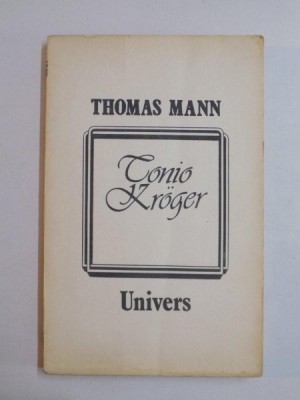 THOMAS MANN
Tonio
Kröger
Univers